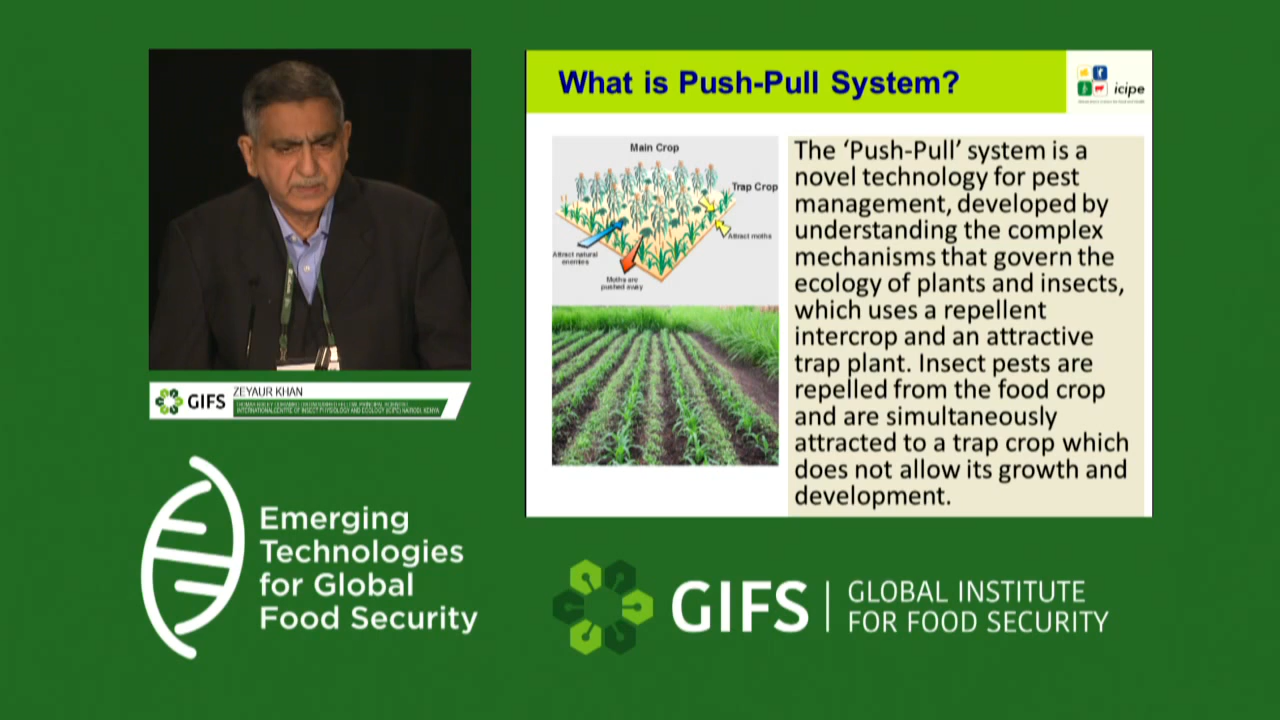 What is Push-Pull System?
icipe
Main Crop
Trap Crop
Attract moths
Attract natural
enemies
Moths are
pushed away
The ‘Push-Pull’ system is a
novel technology for pest
management, developed by
understanding the complex
mechanisms that govern the
ecology of plants and insects,
which uses a repellent
intercrop and an attractive
trap plant. Insect pests are
repelled from the food crop
and are simultaneously
attracted to a trap crop which
does not allow its growth and
development.
GIFS
ZEYAUR KHAN
INTERNATIONAL CENTRE OF INSECT PHYSIOLOGY AND ECOLOGY (ICIPE) NAIROBI, KENYA
Emerging
Technologies
for Global
Food Security
GIFS
GLOBAL INSTITUTE
FOR FOOD SECURITY